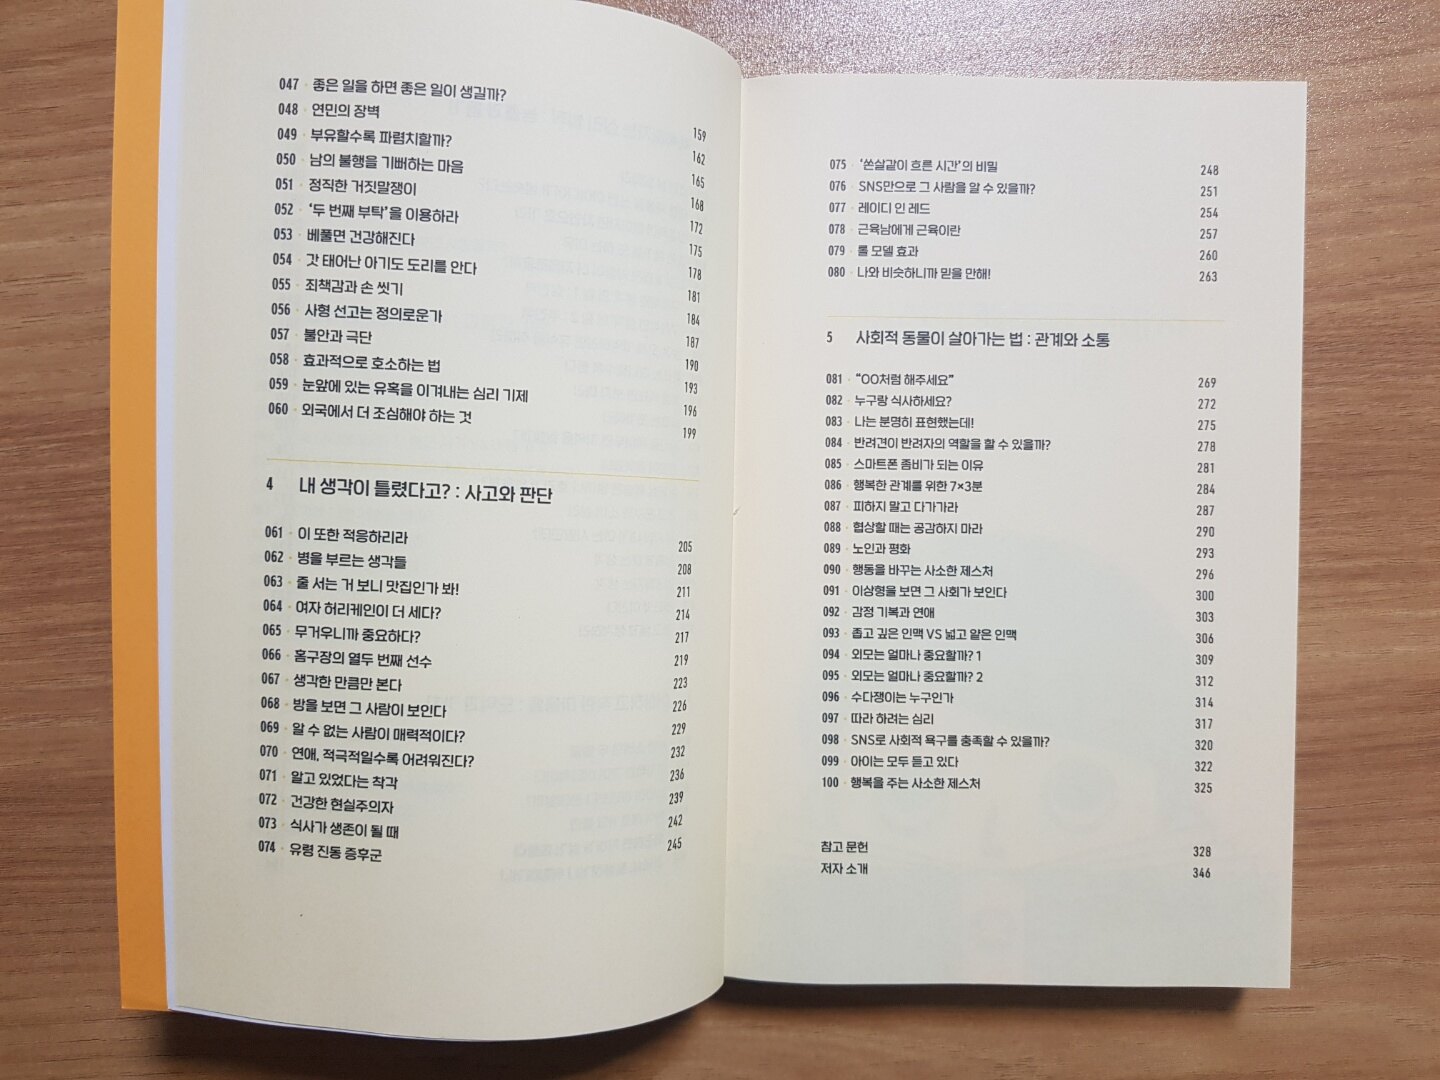 047 · 좋은 일을 하면 좋은 일이 생길까? 159
048 · 연민의 장벽 162
049 · 부유할수록 파렴치할까? 165
050 · 남의 불행을 기뻐하는 마음 168
051 · 정직한 거짓말쟁이 172
052 · ‘두 번째 부탁’을 이용하라 175
053 · 베풀면 건강해진다 178
054 · 갓 태어난 아기도 도리를 안다 181
055 · 죄책감과 손 씻기 184
056 · 사형 선고는 정의로운가 187
057 · 불안과 극단 190
058 · 효과적으로 호소하는 법 193
059 · 눈앞에 있는 유혹을 이겨내는 심리 기제 196
060 · 외국에서 더 조심해야 하는 것 199
4 내 생각이 틀렸다고? : 사고와 판단
061 · 이 또한 적응하리라 205
062 · 병을 부르는 생각들 208
063 · 줄 서는 거 보니 맛집인가 봐! 211
064 · 여자 허리케인이 더 세다? 214
065 · 무거우니까 중요하다? 217
066 · 홈구장의 열두 번째 선수 219
067 · 생각한 만큼만 본다 223
068 · 방을 보면 그 사람이 보인다 226
069 · 알 수 없는 사람이 매력적이다? 229
070 · 연애, 적극적일수록 어려워진다? 232
071 · 알고 있었다는 착각 236
072 · 건강한 현실주의자 239
073 · 식사가 생존이 될 때 242
074 · 유령 진동 증후군 245
075 · ‘쏜살같이 흐른 시간’의 비밀 248
076 · SNS만으로 그 사람을 알 수 있을까? 251
077 · 레이디 인 레드 254
078 · 근육남에게 근육이란 257
079 · 롤 모델 효과 260
080 · 나와 비슷하니까 믿을 만해! 263
5 사회적 동물이 살아가는 법 : 관계와 소통
081 · “OO처럼 해주세요” 269
082 · 누구랑 식사하세요? 272
083 · 나는 분명히 표현했는데! 275
084 · 반려견이 반려자의 역할을 할 수 있을까? 278
085 · 스마트폰 좀비가 되는 이유 281
086 · 행복한 관계를 위한 7×3분 284
087 · 피하지 말고 다가가라 287
088 · 협상할 때는 공감하지 마라 290
089 · 노인과 평화 293
090 · 행동을 바꾸는 사소한 제스처 296
091 · 이상형을 보면 그 사회가 보인다 300
092 · 감정 기복과 연애 303
093 · 좁고 깊은 인맥 VS 넓고 얕은 인맥 306
094 · 외모는 얼마나 중요할까? 1 309
095 · 외모는 얼마나 중요할까? 2 312
096 · 수다쟁이는 누구인가 314
097 · 따라 하려는 심리 317
098 · SNS로 사회적 욕구를 충족할 수 있을까? 320
099 · 아이는 모두 듣고 있다 322
100 · 행복을 주는 사소한 제스처 325
참고 문헌 328
저자 소개 346